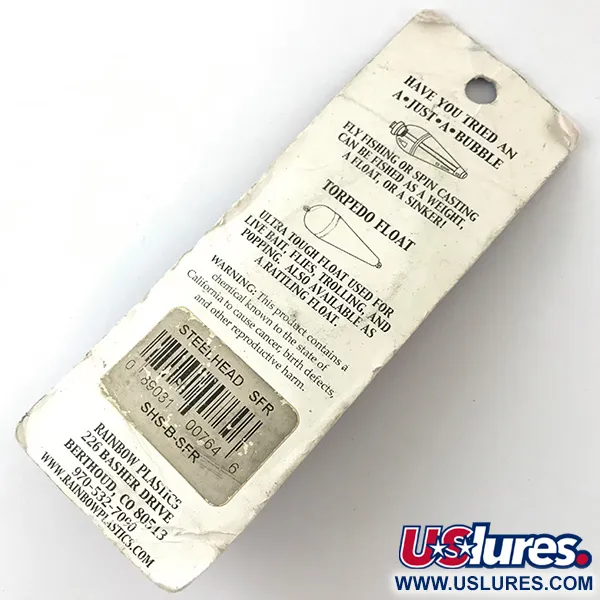 HAVE YOU TRIED AN
A•JUST•A•BUBBLE
FLY FISHING OR SPIN CASTING
CAN BE FISHED AS A WEIGHT,
A FLOAT, OR A SINKER!
TORPEDO FLOAT
ULTRA TOUGH FLOAT USED FOR
LIVE BAIT, FLIES, TROLLING, AND
POPPING. ALSO AVAILABLE AS
A RAITLING FLOAT.
WARNING: This product contains a
chemical known to the state of
California to cause cancer, birth defects,
and other reproductive harm.
STEELHEAD SFR
0 89031 00764 6
SHS-B-SFR
RAINBOW PLASTICS
226 BASHER DRIVE
BERTHOUD, CO 80513
970-532-7090
WWW.RAINBOWPLASTICS.COM
USlures.
WWW.USLURES.COM